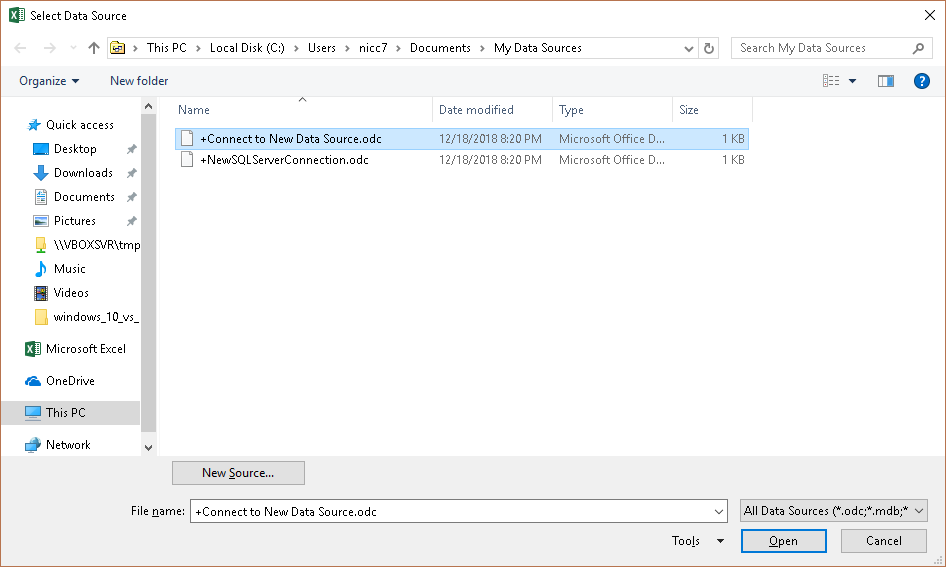 Select Data Source
This PC > Local Disk (C:) > Users > nicc7 > Documents > My Data Sources
Search My Data Sources
Organize
New folder
Name Date modified Type Size
+Connect to New Data Source.odc 12/18/2018 8:20 PM Microsoft Office D... 1 KB
+NewSQLServerConnection.odc 12/18/2018 8:20 PM Microsoft Office D... 1 KB
Quick access
Desktop
Downloads
Documents
Pictures
\\VBOXSVR\tmp
Music
Videos
windows_10_vs_
Microsoft Excel
OneDrive
This PC
Network
New Source...
File name: +Connect to New Data Source.odc All Data Sources (*.odc;*.mdb;*
Tools Open Cancel